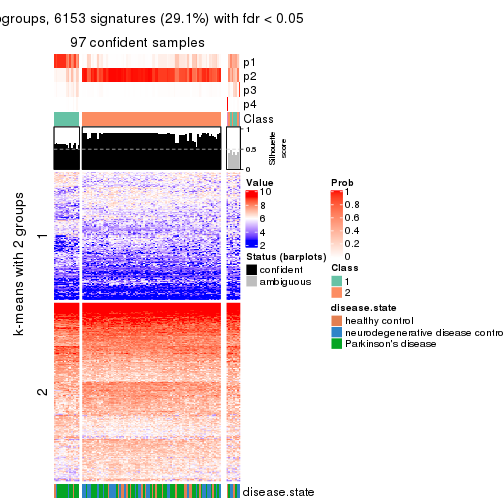 ogroups, 6153 signatures (29.1%) with fdr < 0.05
97 confident samples
p1
p2
p3
p4
Class
1
0.5
0
Silhouette
score
k-means with 2 groups
1
2
disease.state
Value
10
8
6
4
2
Status (barplots)
confident
ambiguous
Prob
1
0.8
0.6
0.4
0.2
0
Class
1
2
disease.state
healthy control
neurodegenerative disease contro
Parkinson's disease